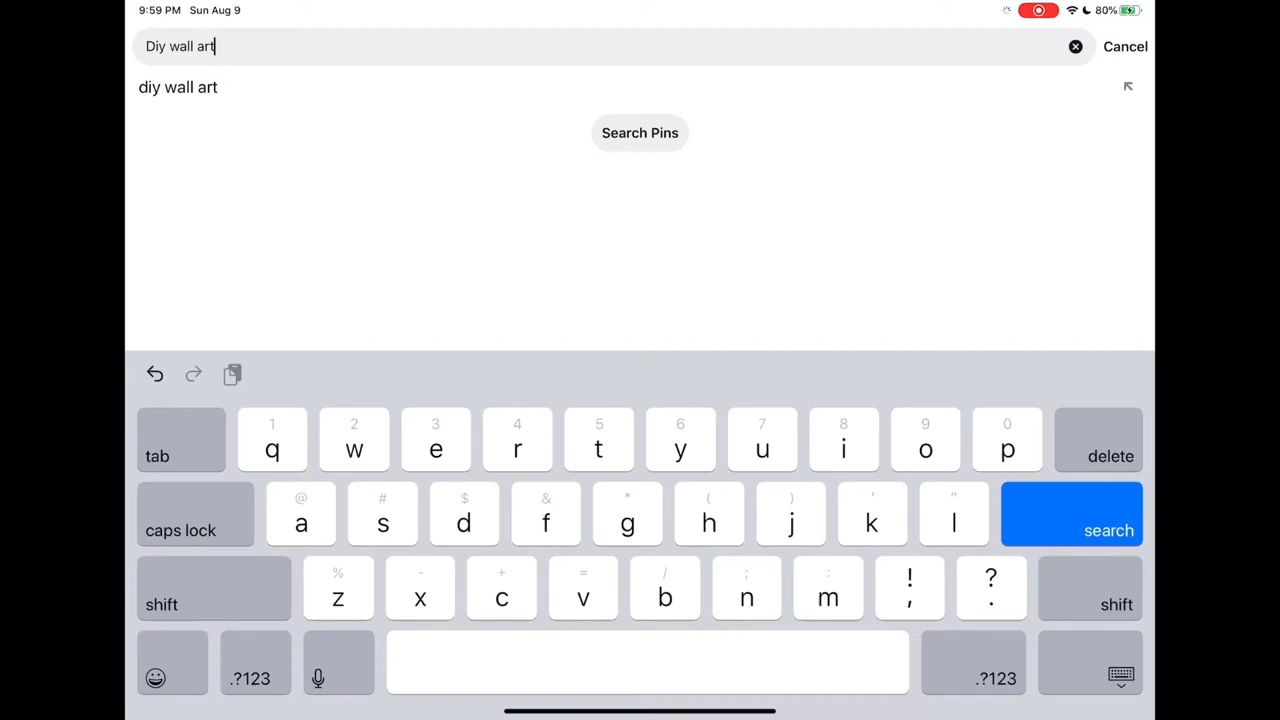 9:59 PM Sun Aug 9 80%
Diy wall art Cancel
diy wall art
Search Pins
1 2 3 4 5 6 7 8 9 0
tab q w e r t y u i o p delete
@ # $ & * ( ) ' "
caps lock a s d f g h j k l search
% - + = / ; : ! ?
shift z x c v b n m , . shift
.?123 .?123